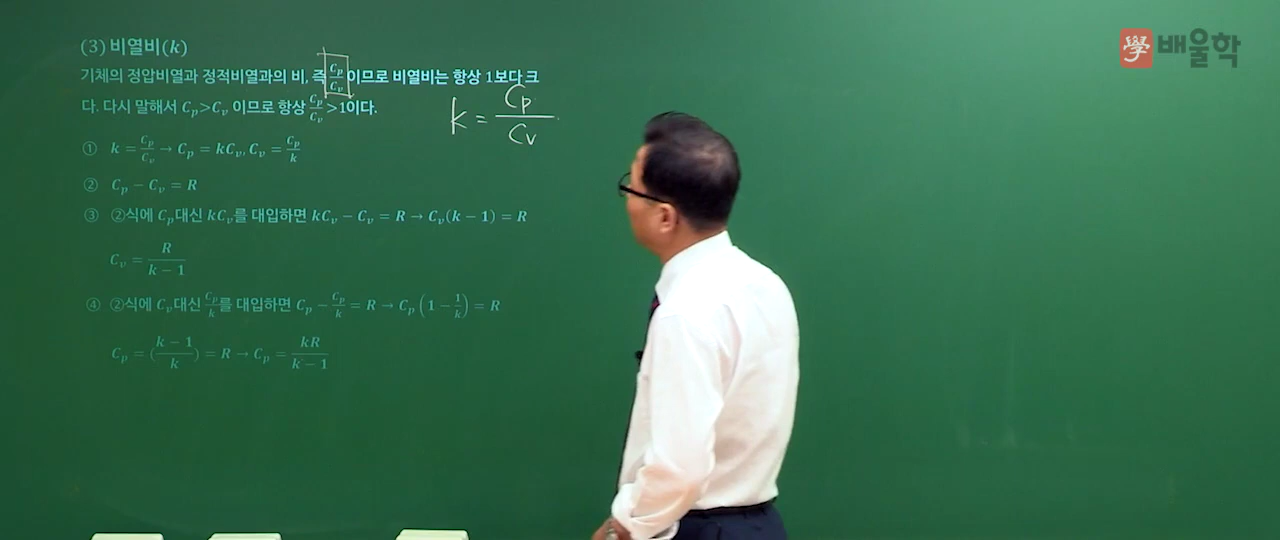 學 배울학
(3) 비열비(k)
기체의 정압비열과 정적비열과의 비, 즉 Cp/Cv 이므로 비열비는 항상 1보다 크
다. 다시 말해서 Cp>Cv 이므로 항상 Cp/Cv >1이다.
k = Cp/Cv
① k = Cp/Cv → Cp = kCv, Cv = Cp/k
② Cp − Cv = R
③ ②식에 Cp대신 kCv를 대입하면 kCv − Cv = R → Cv(k − 1) = R
Cv = R/(k − 1)
④ ②식에 Cv대신 Cp/k를 대입하면 Cp − Cp/k = R → Cp(1 − 1/k) = R
Cp = ((k − 1)/k) = R → Cp = kR/(k − 1)